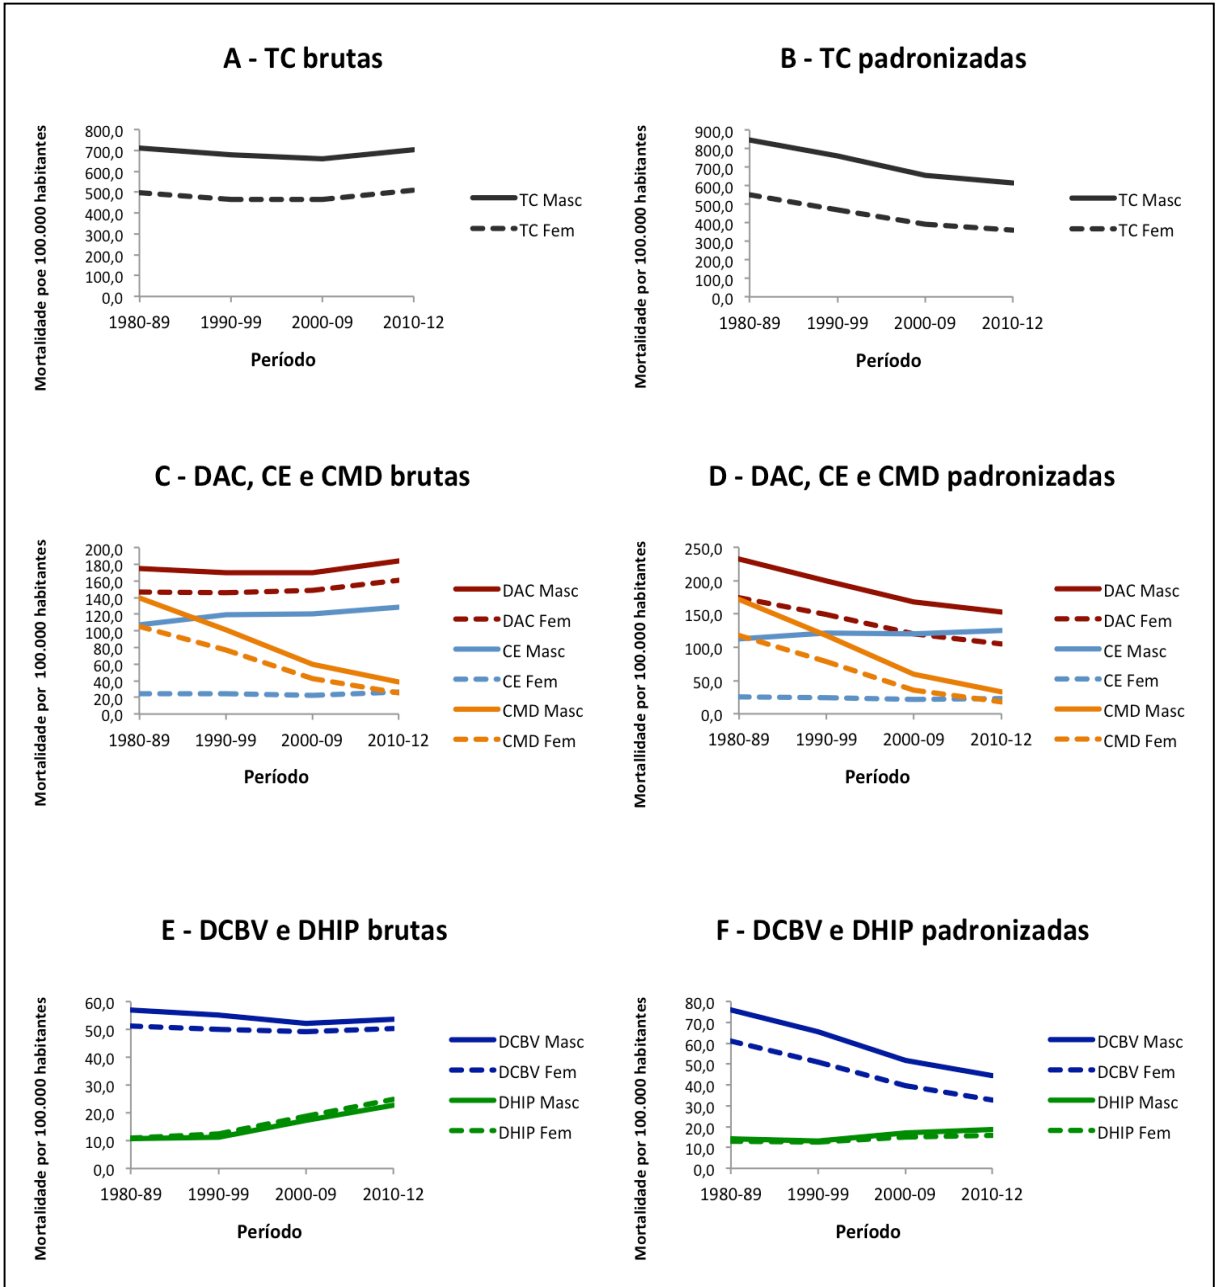 A - TC brutas
Mortalidade poe 100.000 habitantes
800,0
700,0
600,0
500,0
400,0
300,0
200,0
100,0
0,0
1980-89 1990-99 2000-09 2010-12
Período
TC Masc
TC Fem
B - TC padronizadas
Mortalidade por 100.000 habitantes
900,0
800,0
700,0
600,0
500,0
400,0
300,0
200,0
100,0
0,0
1980-89 1990-99 2000-09 2010-12
Período
TC Masc
TC Fem
C - DAC, CE e CMD brutas
Mortalidade por 100.000 habitantes
200,0
180,0
160,0
140,0
120,0
100,0
80,0
60,0
40,0
20,0
0,0
1980-89 1990-99 2000-09 2010-12
Período
DAC Masc
DAC Fem
CE Masc
CE Fem
CMD Masc
CMD Fem
D - DAC, CE e CMD padronizadas
Mortallidade por 100.000 habitantes
250,0
200,0
150,0
100,0
50,0
0,0
1980-89 1990-99 2000-09 2010-12
Período
DAC Masc
DAC Fem
CE Masc
CE Fem
CMD Masc
CMD Fem
E - DCBV e DHIP brutas
Mortalidade por 100.000 habitantes
60,0
50,0
40,0
30,0
20,0
10,0
0,0
1980-89 1990-99 2000-09 2010-12
Período
DCBV Masc
DCBV Fem
DHIP Masc
DHIP Fem
F - DCBV e DHIP padronizadas
Mortalidade por 100.000 habitantes
80,0
70,0
60,0
50,0
40,0
30,0
20,0
10,0
0,0
1980-89 1990-99 2000-09 2010-12
Período
DCBV Masc
DCBV Fem
DHIP Masc
DHIP Fem